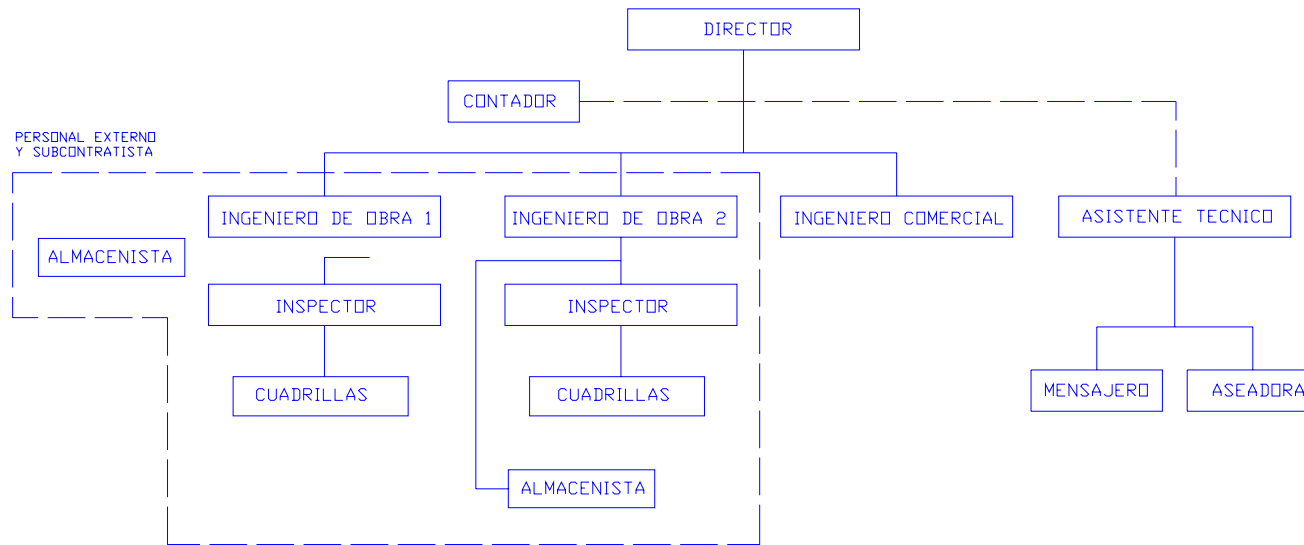 DIRECTOR
CONTADOR
PERSONAL EXTERNO
Y SUBCONTRATISTA
INGENIERO DE OBRA 1
INGENIERO DE OBRA 2
INGENIERO COMERCIAL
ASISTENTE TECNICO
ALMACENISTA
INSPECTOR
INSPECTOR
CUADRILLAS
CUADRILLAS
MENSAJERO
ASEADORA
ALMACENISTA